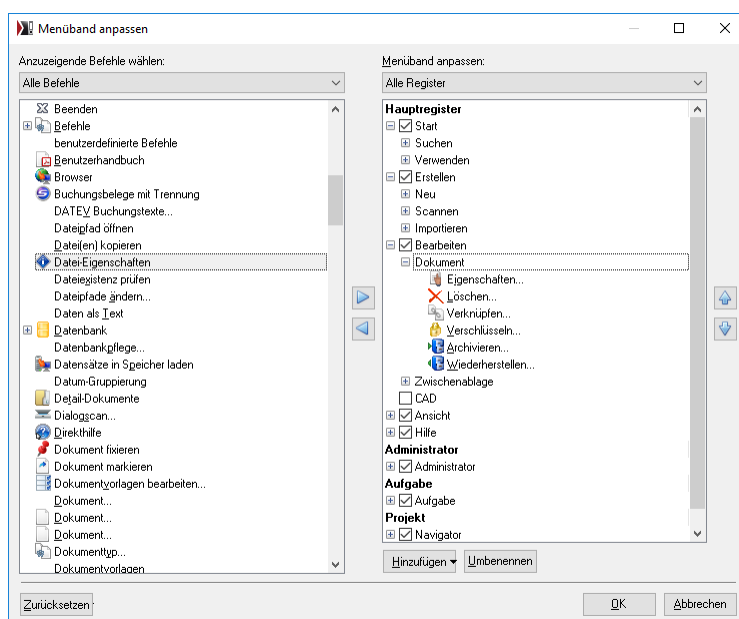 Menüband anpassen
Anzuzeigende Befehle wählen:
Alle Befehle
Beenden
Befehle
benutzerdefinierte Befehle
Benutzerhandbuch
Browser
Buchungsbelege mit Trennung
DATEV Buchungstexte...
Dateipfad öffnen
Datei(en) kopieren
Datei-Eigenschaften
Dateiexistenz prüfen
Dateipfade ändern...
Daten als Text
Datenbank
Datenbankpflege...
Datensätze in Speicher laden
Datum-Gruppierung
Detail-Dokumente
Dialogscan...
Direkthilfe
Dokument fixieren
Dokument markieren
Dokumentvorlagen bearbeiten...
Dokument...
Dokument...
Dokument...
Dokumenttyp...
Dokumentvorlagen
Menüband anpassen:
Alle Register
Hauptregister
Start
Suchen
Verwenden
Erstellen
Neu
Scannen
Importieren
Bearbeiten
Dokument
Eigenschaften...
Löschen...
Verknüpfen...
Verschlüsseln...
Archivieren...
Wiederherstellen...
Zwischenablage
CAD
Ansicht
Hilfe
Administrator
Administrator
Aufgabe
Aufgabe
Projekt
Navigator
Hinzufügen
Umbenennen
Zurücksetzen
OK
Abbrechen